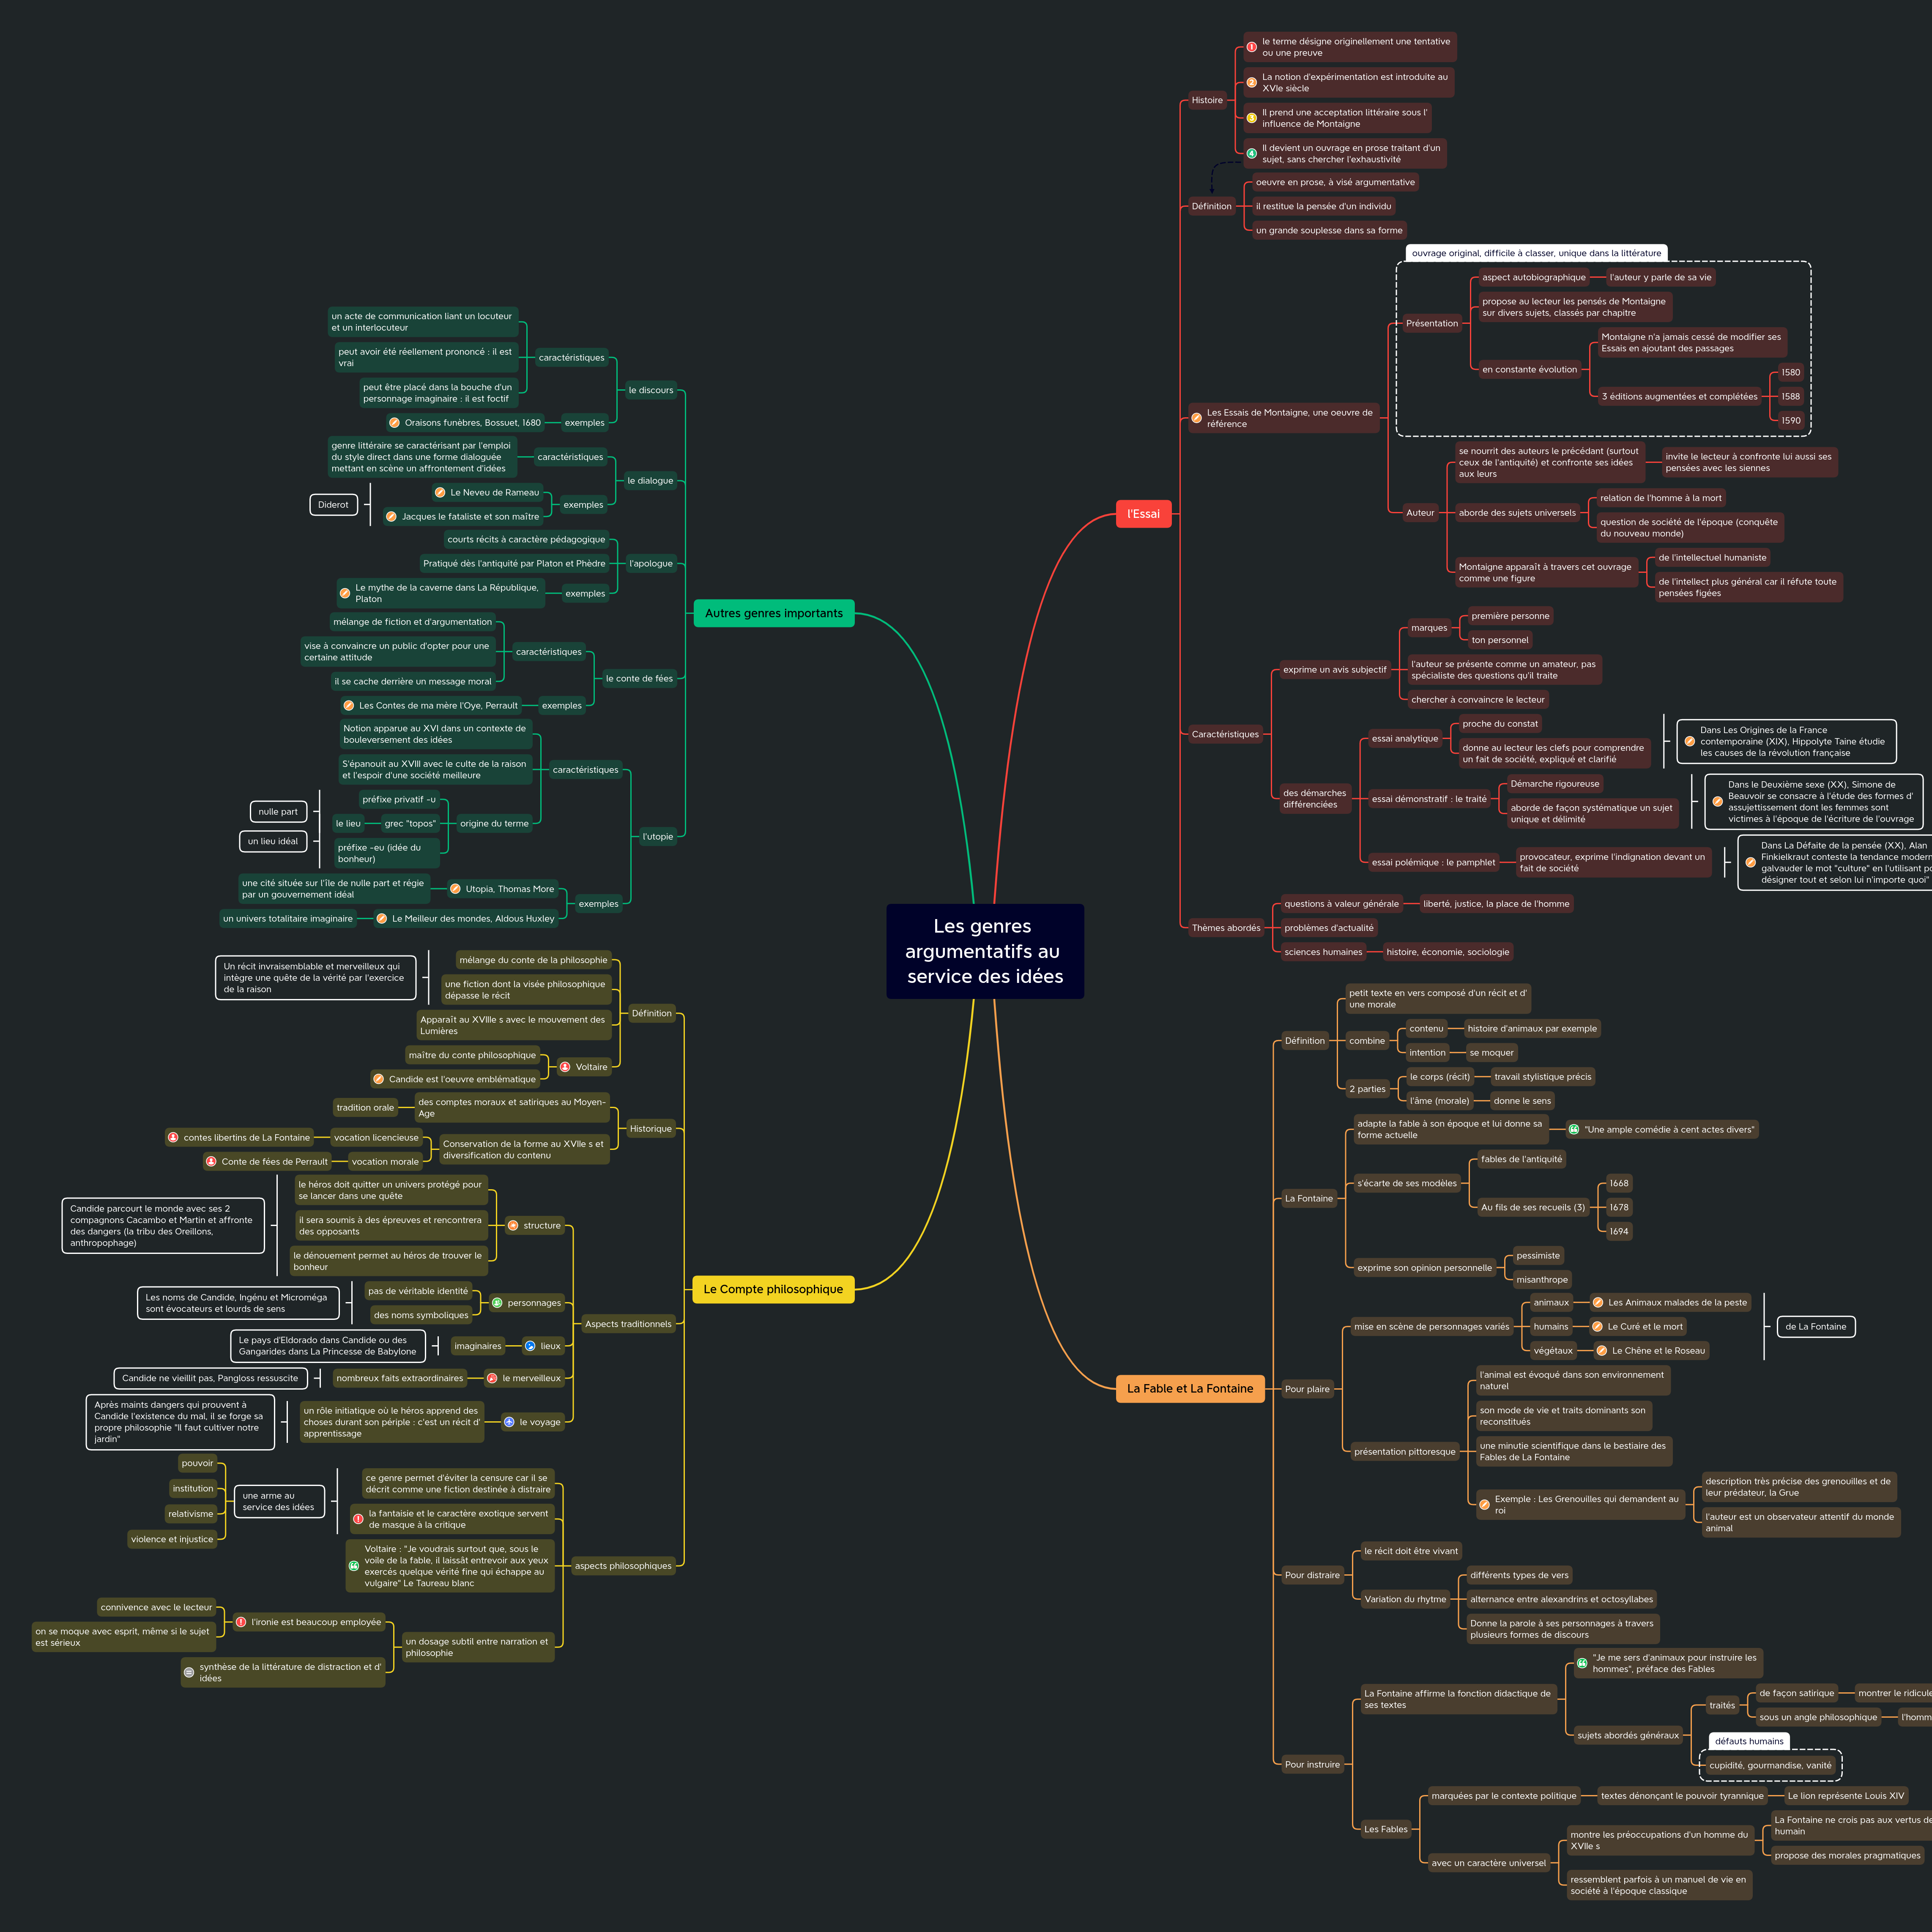 Les genres
argumentatifs au
service des idées
l'Essai
Histoire
1
le terme désigne originellement une tentative
ou une preuve
2
La notion d'expérimentation est introduite au
XVIe siècle
3
Il prend une acceptation littéraire sous l'
influence de Montaigne
4
Il devient un ouvrage en prose traitant d'un
sujet, sans chercher l'exhaustivité
Définition
oeuvre en prose, à visé argumentative
il restitue la pensée d'un individu
un grande souplesse dans sa forme
Les Essais de Montaigne, une oeuvre de
référence
ouvrage original, difficile à classer, unique dans la littérature
Présentation
aspect autobiographique
l'auteur y parle de sa vie
propose au lecteur les pensés de Montaigne
sur divers sujets, classés par chapitre
en constante évolution
Montaigne n'a jamais cessé de modifier ses
Essais en ajoutant des passages
3 éditions augmentées et complétées
1580
1588
1590
Auteur
se nourrit des auteurs le précédant (surtout
ceux de l'antiquité) et confronte ses idées
aux leurs
invite le lecteur à confronte lui aussi ses
pensées avec les siennes
aborde des sujets universels
relation de l'homme à la mort
question de société de l'époque (conquête
du nouveau monde)
Montaigne apparaît à travers cet ouvrage
comme une figure
de l'intellectuel humaniste
de l'intellect plus général car il réfute toute
pensées figées
Caractéristiques
exprime un avis subjectif
marques
première personne
ton personnel
l'auteur se présente comme un amateur, pas
spécialiste des questions qu'il traite
chercher à convaincre le lecteur
des démarches
différenciées
essai analytique
proche du constat
donne au lecteur les clefs pour comprendre
un fait de société, expliqué et clarifié
Dans Les Origines de la France
contemporaine (XIX), Hippolyte Taine étudie
les causes de la révolution française
essai démonstratif : le traité
Démarche rigoureuse
aborde de façon systématique un sujet
unique et délimité
Dans le Deuxième sexe (XX), Simone de
Beauvoir se consacre à l'étude des formes d'
assujettissement dont les femmes sont
victimes à l'époque de l'écriture de l'ouvrage
essai polémique : le pamphlet
provocateur, exprime l'indignation devant un
fait de société
Dans La Défaite de la pensée (XX), Alan
Finkielkraut conteste la tendance modern
galvauder le mot "culture" en l'utilisant po
désigner tout et selon lui n'importe quoi"
Thèmes abordés
questions à valeur générale
liberté, justice, la place de l'homme
problèmes d'actualité
sciences humaines
histoire, économie, sociologie
La Fable et La Fontaine
Définition
petit texte en vers composé d'un récit et d'
une morale
combine
contenu
histoire d'animaux par exemple
intention
se moquer
2 parties
le corps (récit)
travail stylistique précis
l'âme (morale)
donne le sens
La Fontaine
adapte la fable à son époque et lui donne sa
forme actuelle
"Une ample comédie à cent actes divers"
s'écarte de ses modèles
fables de l'antiquité
Au fils de ses recueils (3)
1668
1678
1694
exprime son opinion personnelle
pessimiste
misanthrope
Pour plaire
mise en scène de personnages variés
animaux
Les Animaux malades de la peste
humains
Le Curé et le mort
végétaux
Le Chêne et le Roseau
de La Fontaine
présentation pittoresque
l'animal est évoqué dans son environnement
naturel
son mode de vie et traits dominants son
reconstitués
une minutie scientifique dans le bestiaire des
Fables de La Fontaine
Exemple : Les Grenouilles qui demandent au
roi
description très précise des grenouilles et de
leur prédateur, la Grue
l'auteur est un observateur attentif du monde
animal
Pour distraire
le récit doit être vivant
Variation du rhytme
différents types de vers
alternance entre alexandrins et octosyllabes
Donne la parole à ses personnages à travers
plusieurs formes de discours
Pour instruire
La Fontaine affirme la fonction didactique de
ses textes
"Je me sers d'animaux pour instruire les
hommes", préface des Fables
sujets abordés généraux
traités
de façon satirique
montrer le ridicule
sous un angle philosophique
l'homm
défauts humains
cupidité, gourmandise, vanité
Les Fables
marquées par le contexte politique
textes dénonçant le pouvoir tyrannique
Le lion représente Louis XIV
avec un caractère universel
montre les préoccupations d'un homme du
XVIIe s
La Fontaine ne crois pas aux vertus de
humain
propose des morales pragmatiques
ressemblent parfois à un manuel de vie en
société à l'époque classique
Autres genres importants
le discours
caractéristiques
un acte de communication liant un locuteur
et un interlocuteur
peut avoir été réellement prononcé : il est
vrai
peut être placé dans la bouche d'un
personnage imaginaire : il est foctif
exemples
Oraisons funèbres, Bossuet, 1680
le dialogue
caractéristiques
genre littéraire se caractérisant par l'emploi
du style direct dans une forme dialoguée
mettant en scène un affrontement d'idées
exemples
Le Neveu de Rameau
Jacques le fataliste et son maître
Diderot
l'apologue
courts récits à caractère pédagogique
Pratiqué dès l'antiquité par Platon et Phèdre
exemples
Le mythe de la caverne dans La République,
Platon
le conte de fées
caractéristiques
mélange de fiction et d'argumentation
vise à convaincre un public d'opter pour une
certaine attitude
il se cache derrière un message moral
exemples
Les Contes de ma mère l'Oye, Perrault
l'utopie
caractéristiques
Notion apparue au XVI dans un contexte de
bouleversement des idées
S'épanouit au XVIII avec le culte de la raison
et l'espoir d'une société meilleure
origine du terme
préfixe privatif -u
grec "topos"
le lieu
préfixe -eu (idée du
bonheur)
nulle part
un lieu idéal
exemples
Utopia, Thomas More
une cité située sur l'île de nulle part et régie
par un gouvernement idéal
Le Meilleur des mondes, Aldous Huxley
un univers totalitaire imaginaire
Le Compte philosophique
Définition
mélange du conte de la philosophie
une fiction dont la visée philosophique
dépasse le récit
Un récit invraisemblable et merveilleux qui
intègre une quête de la vérité par l'exercice
de la raison
Apparaît au XVIIIe s avec le mouvement des
Lumières
Voltaire
maître du conte philosophique
Candide est l'oeuvre emblématique
Historique
des comptes moraux et satiriques au Moyen-
Age
tradition orale
Conservation de la forme au XVIIe s et
diversification du contenu
vocation licencieuse
contes libertins de La Fontaine
vocation morale
Conte de fées de Perrault
Aspects traditionnels
structure
le héros doit quitter un univers protégé pour
se lancer dans une quête
il sera soumis à des épreuves et rencontrera
des opposants
le dénouement permet au héros de trouver le
bonheur
Candide parcourt le monde avec ses 2
compagnons Cacambo et Martin et affronte
des dangers (la tribu des Oreillons,
anthropophage)
personnages
pas de véritable identité
des noms symboliques
Les noms de Candide, Ingénu et Microméga
sont évocateurs et lourds de sens
lieux
imaginaires
Le pays d'Eldorado dans Candide ou des
Gangarides dans La Princesse de Babylone
le merveilleux
nombreux faits extraordinaires
Candide ne vieillit pas, Pangloss ressuscite
le voyage
un rôle initiatique où le héros apprend des
choses durant son périple : c'est un récit d'
apprentissage
Après maints dangers qui prouvent à
Candide l'existence du mal, il se forge sa
propre philosophie "Il faut cultiver notre
jardin"
aspects philosophiques
ce genre permet d'éviter la censure car il se
décrit comme une fiction destinée à distraire
la fantaisie et le caractère exotique servent
de masque à la critique
une arme au
service des idées
pouvoir
institution
relativisme
violence et injustice
Voltaire : "Je voudrais surtout que, sous le
voile de la fable, il laissât entrevoir aux yeux
exercés quelque vérité fine qui échappe au
vulgaire" Le Taureau blanc
un dosage subtil entre narration et
philosophie
l'ironie est beaucoup employée
connivence avec le lecteur
on se moque avec esprit, même si le sujet
est sérieux
synthèse de la littérature de distraction et d'
idées